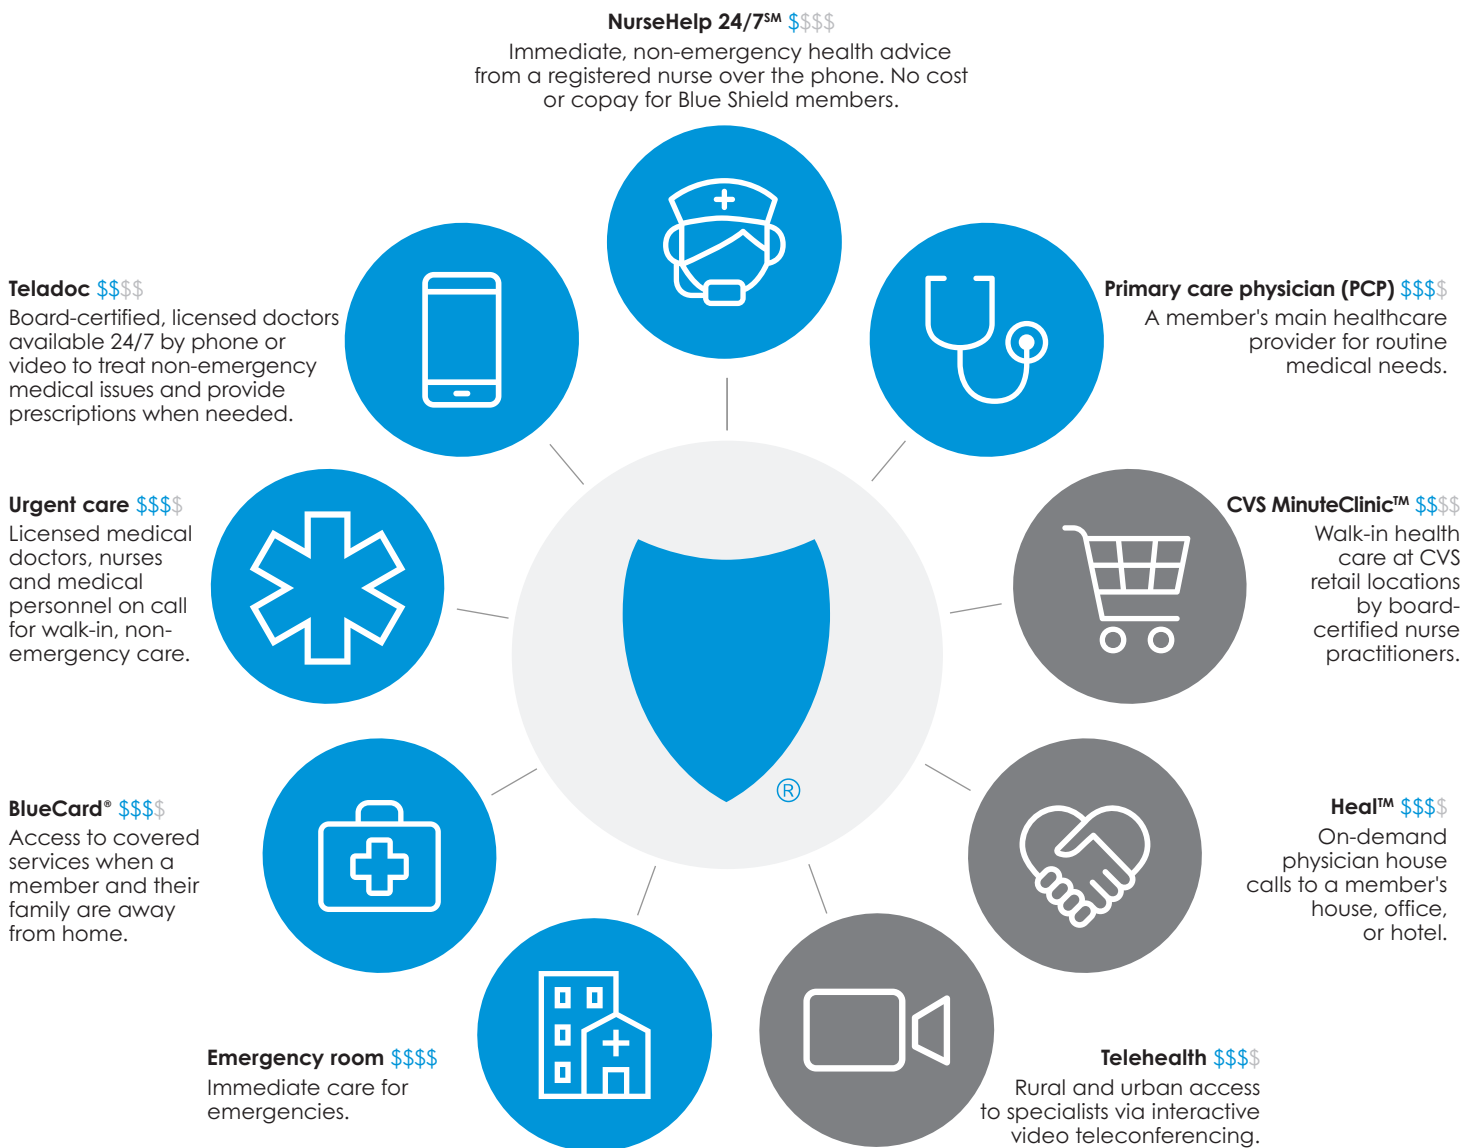 NurseHelp 24/7℠ $$$$
Immediate, non-emergency health advice
from a registered nurse over the phone. No cost
or copay for Blue Shield members.
Teladoc $$$$
Board-certified, licensed doctors
available 24/7 by phone or
video to treat non-emergency
medical issues and provide
prescriptions when needed.
Primary care physician (PCP) $$$$
A member's main healthcare
provider for routine
medical needs.
Urgent care $$$$
Licensed medical
doctors, nurses
and medical
personnel on call
for walk-in, non-
emergency care.
CVS MinuteClinic™ $$$$
Walk-in health
care at CVS
retail locations
by board-
certified nurse
practitioners.
®
BlueCard® $$$$
Access to covered
services when a
member and their
family are away
from home.
Heal™ $$$$
On-demand
physician house
calls to a member's
house, office,
or hotel.
Emergency room $$$$
Immediate care for
emergencies.
Telehealth $$$$
Rural and urban access
to specialists via interactive
video teleconferencing.